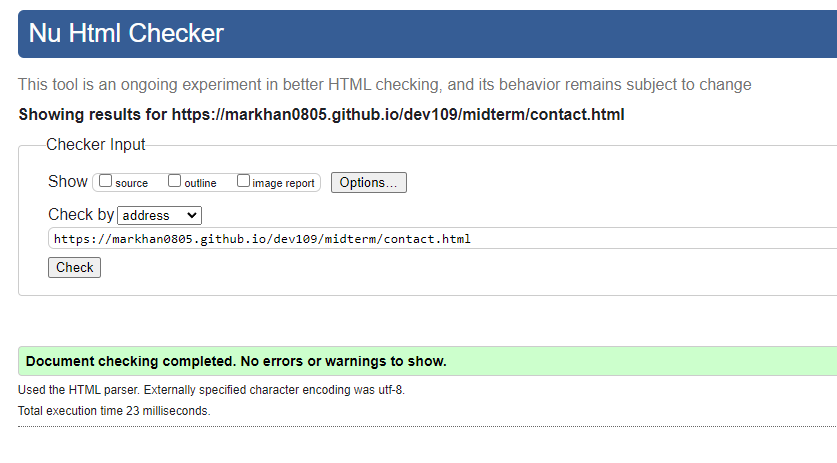 Nu Html Checker
This tool is an ongoing experiment in better HTML checking, and its behavior remains subject to change
Showing results for https://markhan0805.github.io/dev109/midterm/contact.html
Checker Input
Show source outline image report Options...
Check by address
https://markhan0805.github.io/dev109/midterm/contact.html
Check
Document checking completed. No errors or warnings to show.
Used the HTML parser. Externally specified character encoding was utf-8.
Total execution time 23 milliseconds.